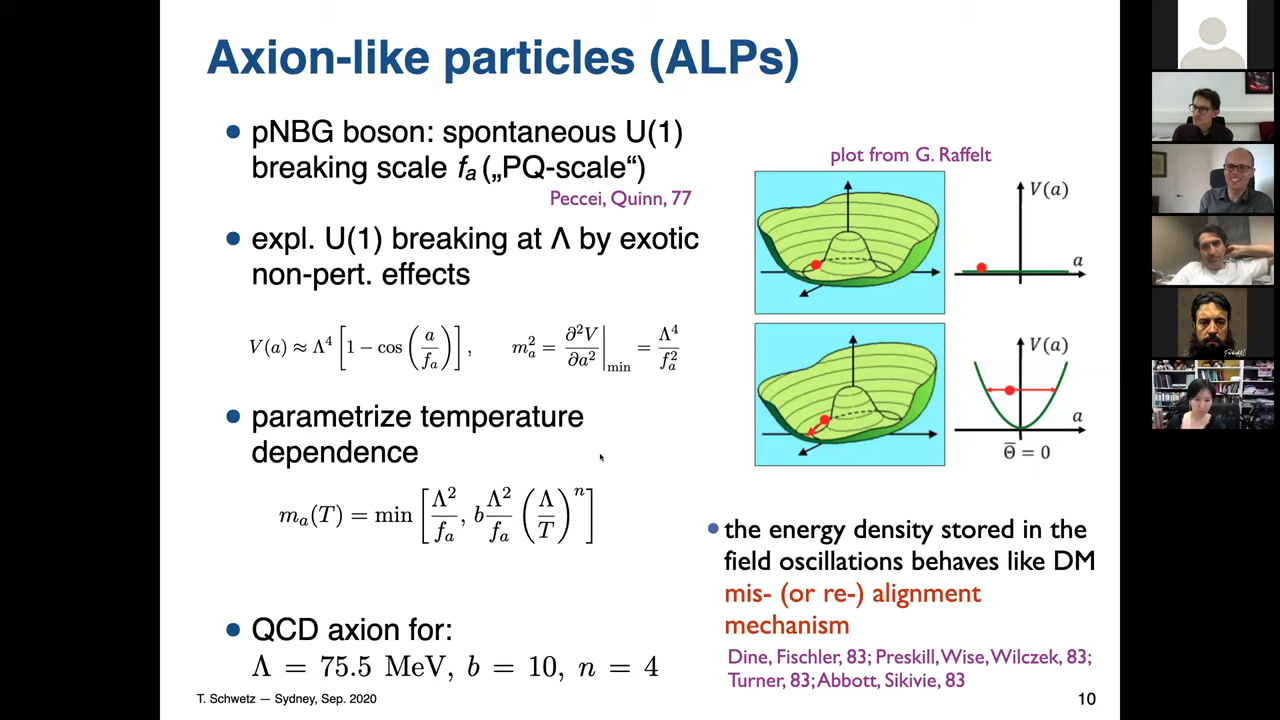 Axion-like particles (ALPs)
• pNBG boson: spontaneous U(1)
breaking scale fₐ („PQ-scale“)
Peccei, Quinn, 77
• expl. U(1) breaking at Λ by exotic
non-pert. effects
V(a) ≈ Λ⁴ [1 − cos (a/fₐ)], mₐ² = ∂²V/∂a² |min = Λ⁴/fₐ²
• parametrize temperature
dependence
mₐ(T) = min [Λ²/fₐ, b Λ²/fₐ (Λ/T)ⁿ]
• QCD axion for:
Λ = 75.5 MeV, b = 10, n = 4
plot from G. Raffelt
V(a)
a
V(a)
a
Θ̅ = 0
• the energy density stored in the
field oscillations behaves like DM
mis- (or re-) alignment
mechanism
Dine, Fischler, 83; Preskill, Wise, Wilczek, 83;
Turner, 83; Abbott, Sikivie, 83
T. Schwetz — Sydney, Sep. 2020
10